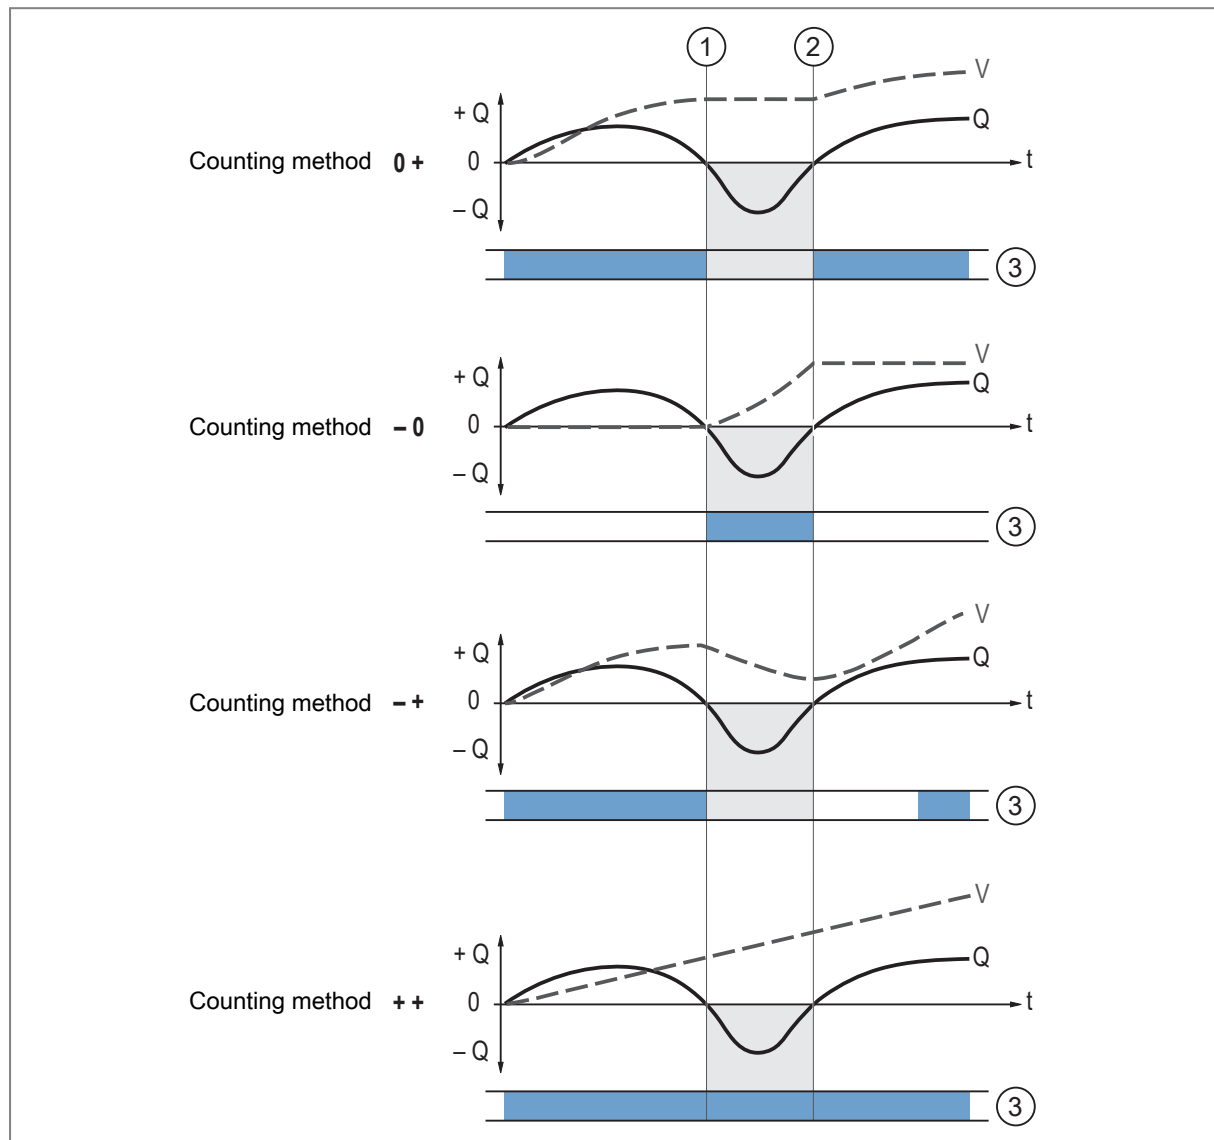 1 2
V
+ Q
Q
Counting method 0 + 0 t
– Q
3
V
+ Q
Q
Counting method – 0 0 t
– Q
3
V
+ Q
Q
Counting method – + 0 t
– Q
3
V
+ Q
Q
Counting method + + 0 t
– Q
3